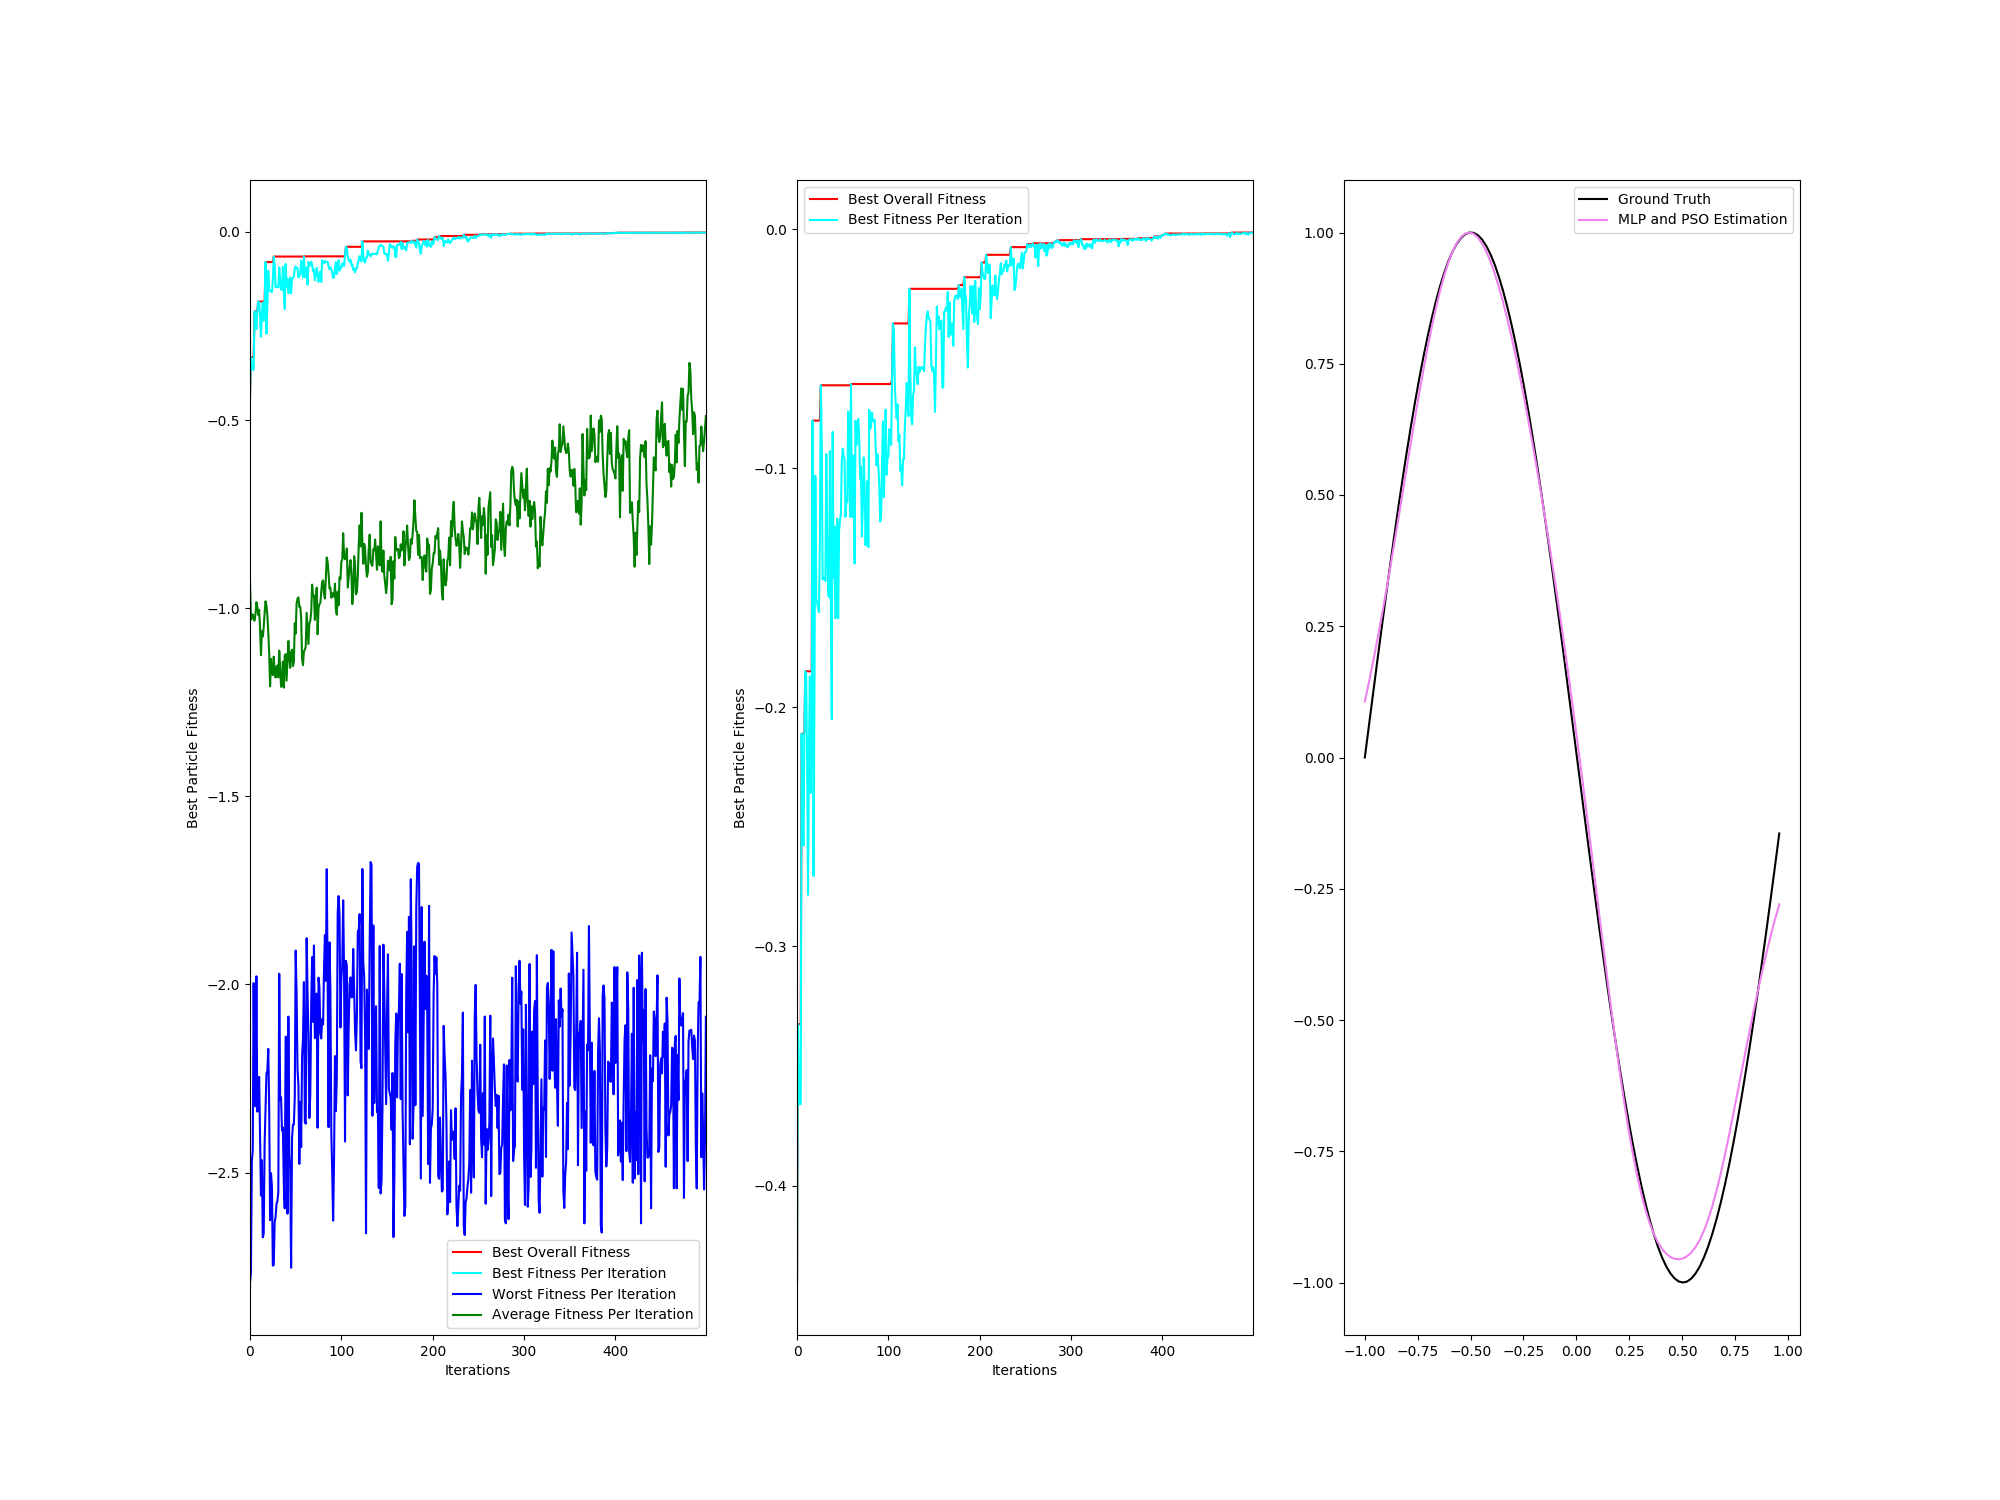 0.0
−0.5
−1.0
−1.5
−2.0
−2.5
Best Particle Fitness
0 100 200 300 400
Iterations
Best Overall Fitness
Best Fitness Per Iteration
Worst Fitness Per Iteration
Average Fitness Per Iteration
0.0
−0.1
−0.2
−0.3
−0.4
Best Particle Fitness
0 100 200 300 400
Iterations
Best Overall Fitness
Best Fitness Per Iteration
1.00
0.75
0.50
0.25
0.00
−0.25
−0.50
−0.75
−1.00
−1.00 −0.75 −0.50 −0.25 0.00 0.25 0.50 0.75 1.00
Ground Truth
MLP and PSO Estimation